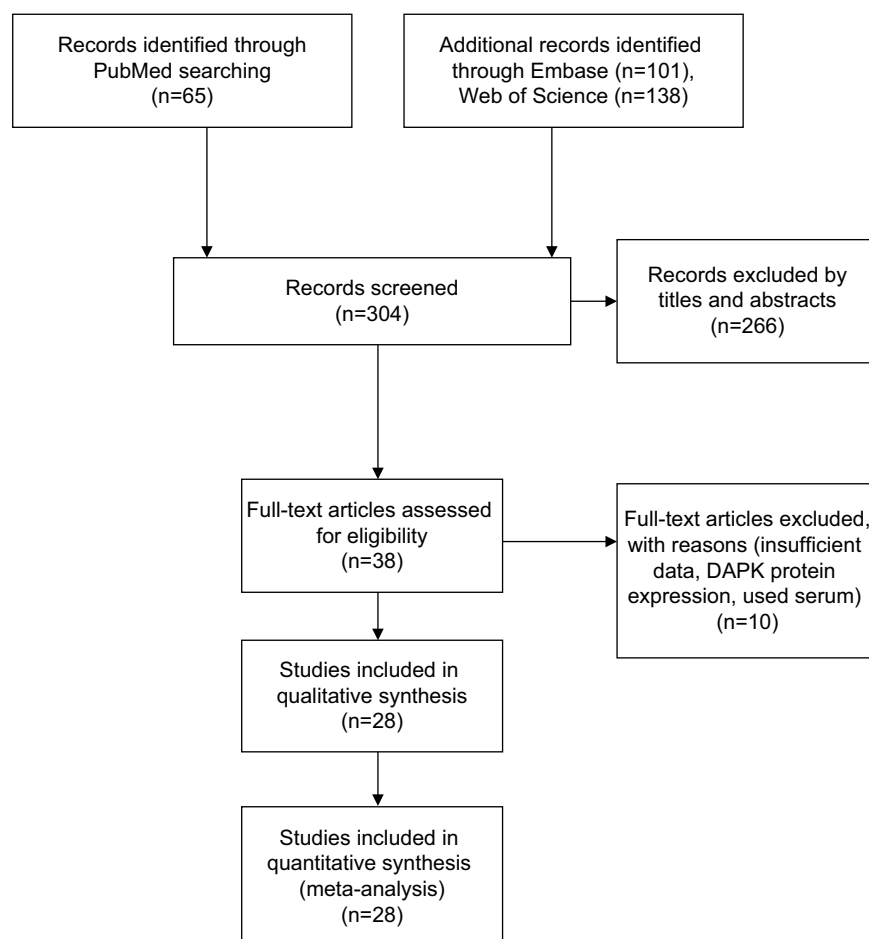 Records identified through
PubMed searching
(n=65)
Additional records identified
through Embase (n=101),
Web of Science (n=138)
Records screened
(n=304)
Records excluded by
titles and abstracts
(n=266)
Full-text articles assessed
for eligibility
(n=38)
Full-text articles excluded,
with reasons (insufficient
data, DAPK protein
expression, used serum)
(n=10)
Studies included in
qualitative synthesis
(n=28)
Studies included in
quantitative synthesis
(meta-analysis)
(n=28)